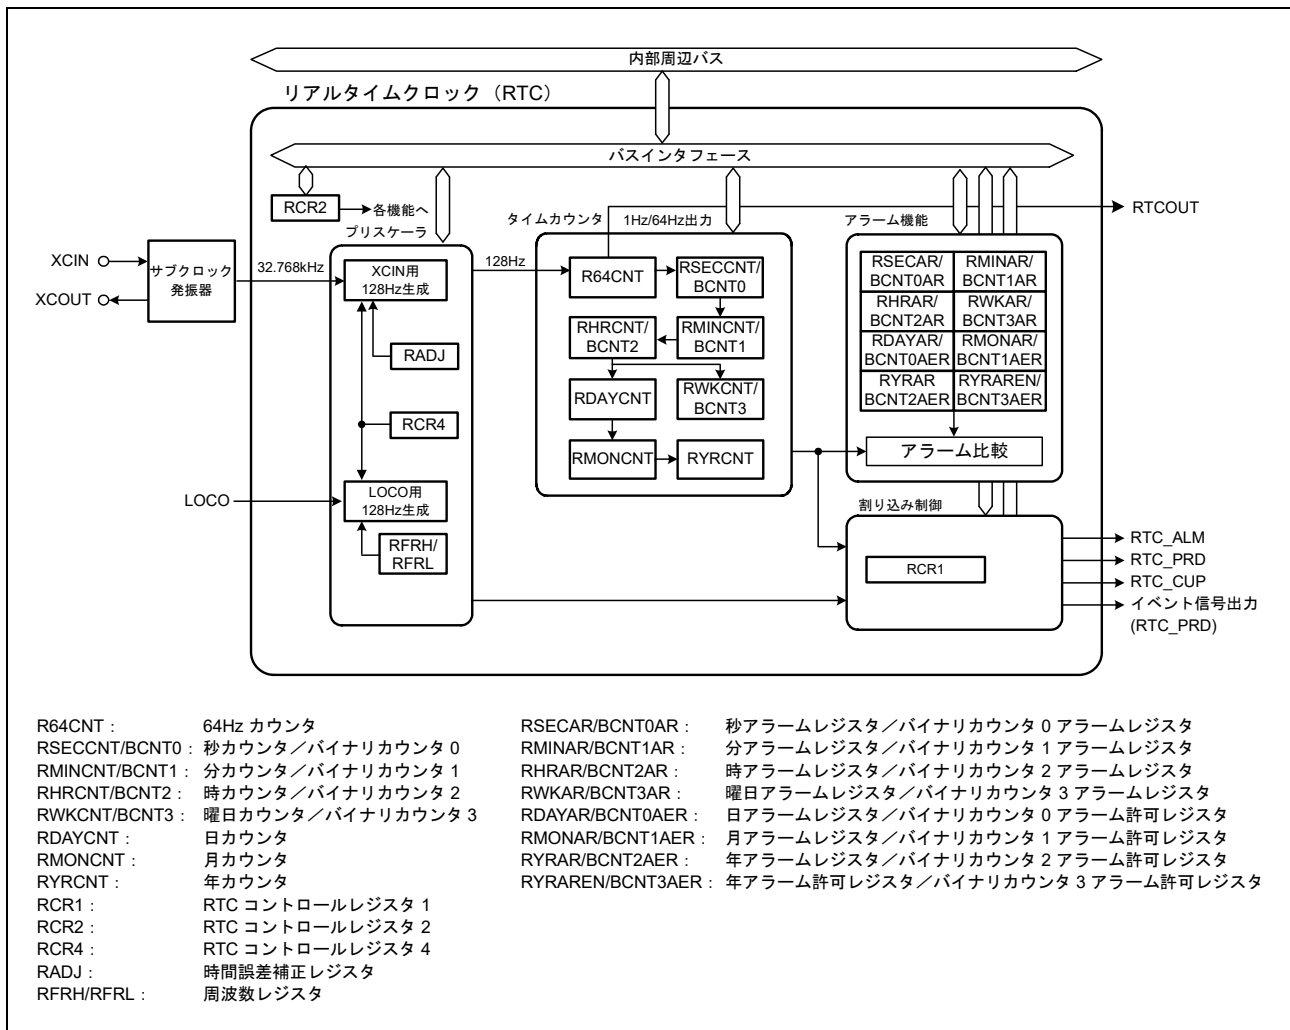 内部周辺バス
リアルタイムクロック（RTC）
バスインタフェース
RCR2
各機能へ
プリスケーラ
タイムカウンタ
1Hz/64Hz出力
アラーム機能
RTCOUT
XCIN
XCOUT
サブクロック
発振器
32.768kHz
XCIN用
128Hz生成
RADJ
RCR4
LOCO
LOCO用
128Hz生成
RFRH/
RFRL
128Hz
R64CNT
RSECCNT/
BCNT0
RHRCNT/
BCNT2
RMINCNT/
BCNT1
RDAYCNT
RWKCNT/
BCNT3
RMONCNT
RYRCNT
RSECAR/
BCNT0AR
RMINAR/
BCNT1AR
RHRAR/
BCNT2AR
RWKAR/
BCNT3AR
RDAYAR/
BCNT0AER
RMONAR/
BCNT1AER
RYRAR
BCNT2AER
RYRAREN/
BCNT3AER
アラーム比較
割り込み制御
RCR1
RTC_ALM
RTC_PRD
RTC_CUP
イベント信号出力
(RTC_PRD)
R64CNT： 64Hz カウンタ
RSECCNT/BCNT0： 秒カウンタ／バイナリカウンタ 0
RMINCNT/BCNT1： 分カウンタ／バイナリカウンタ 1
RHRCNT/BCNT2： 時カウンタ／バイナリカウンタ 2
RWKCNT/BCNT3： 曜日カウンタ／バイナリカウンタ 3
RDAYCNT： 日カウンタ
RMONCNT： 月カウンタ
RYRCNT： 年カウンタ
RCR1： RTC コントロールレジスタ 1
RCR2： RTC コントロールレジスタ 2
RCR4： RTC コントロールレジスタ 4
RADJ： 時間誤差補正レジスタ
RFRH/RFRL： 周波数レジスタ
RSECAR/BCNT0AR： 秒アラームレジスタ／バイナリカウンタ 0 アラームレジスタ
RMINAR/BCNT1AR： 分アラームレジスタ／バイナリカウンタ 1 アラームレジスタ
RHRAR/BCNT2AR： 時アラームレジスタ／バイナリカウンタ 2 アラームレジスタ
RWKAR/BCNT3AR： 曜日アラームレジスタ／バイナリカウンタ 3 アラームレジスタ
RDAYAR/BCNT0AER： 日アラームレジスタ／バイナリカウンタ 0 アラーム許可レジスタ
RMONAR/BCNT1AER： 月アラームレジスタ／バイナリカウンタ 1 アラーム許可レジスタ
RYRAR/BCNT2AER： 年アラームレジスタ／バイナリカウンタ 2 アラーム許可レジスタ
RYRAREN/BCNT3AER： 年アラーム許可レジスタ／バイナリカウンタ 3 アラーム許可レジスタ